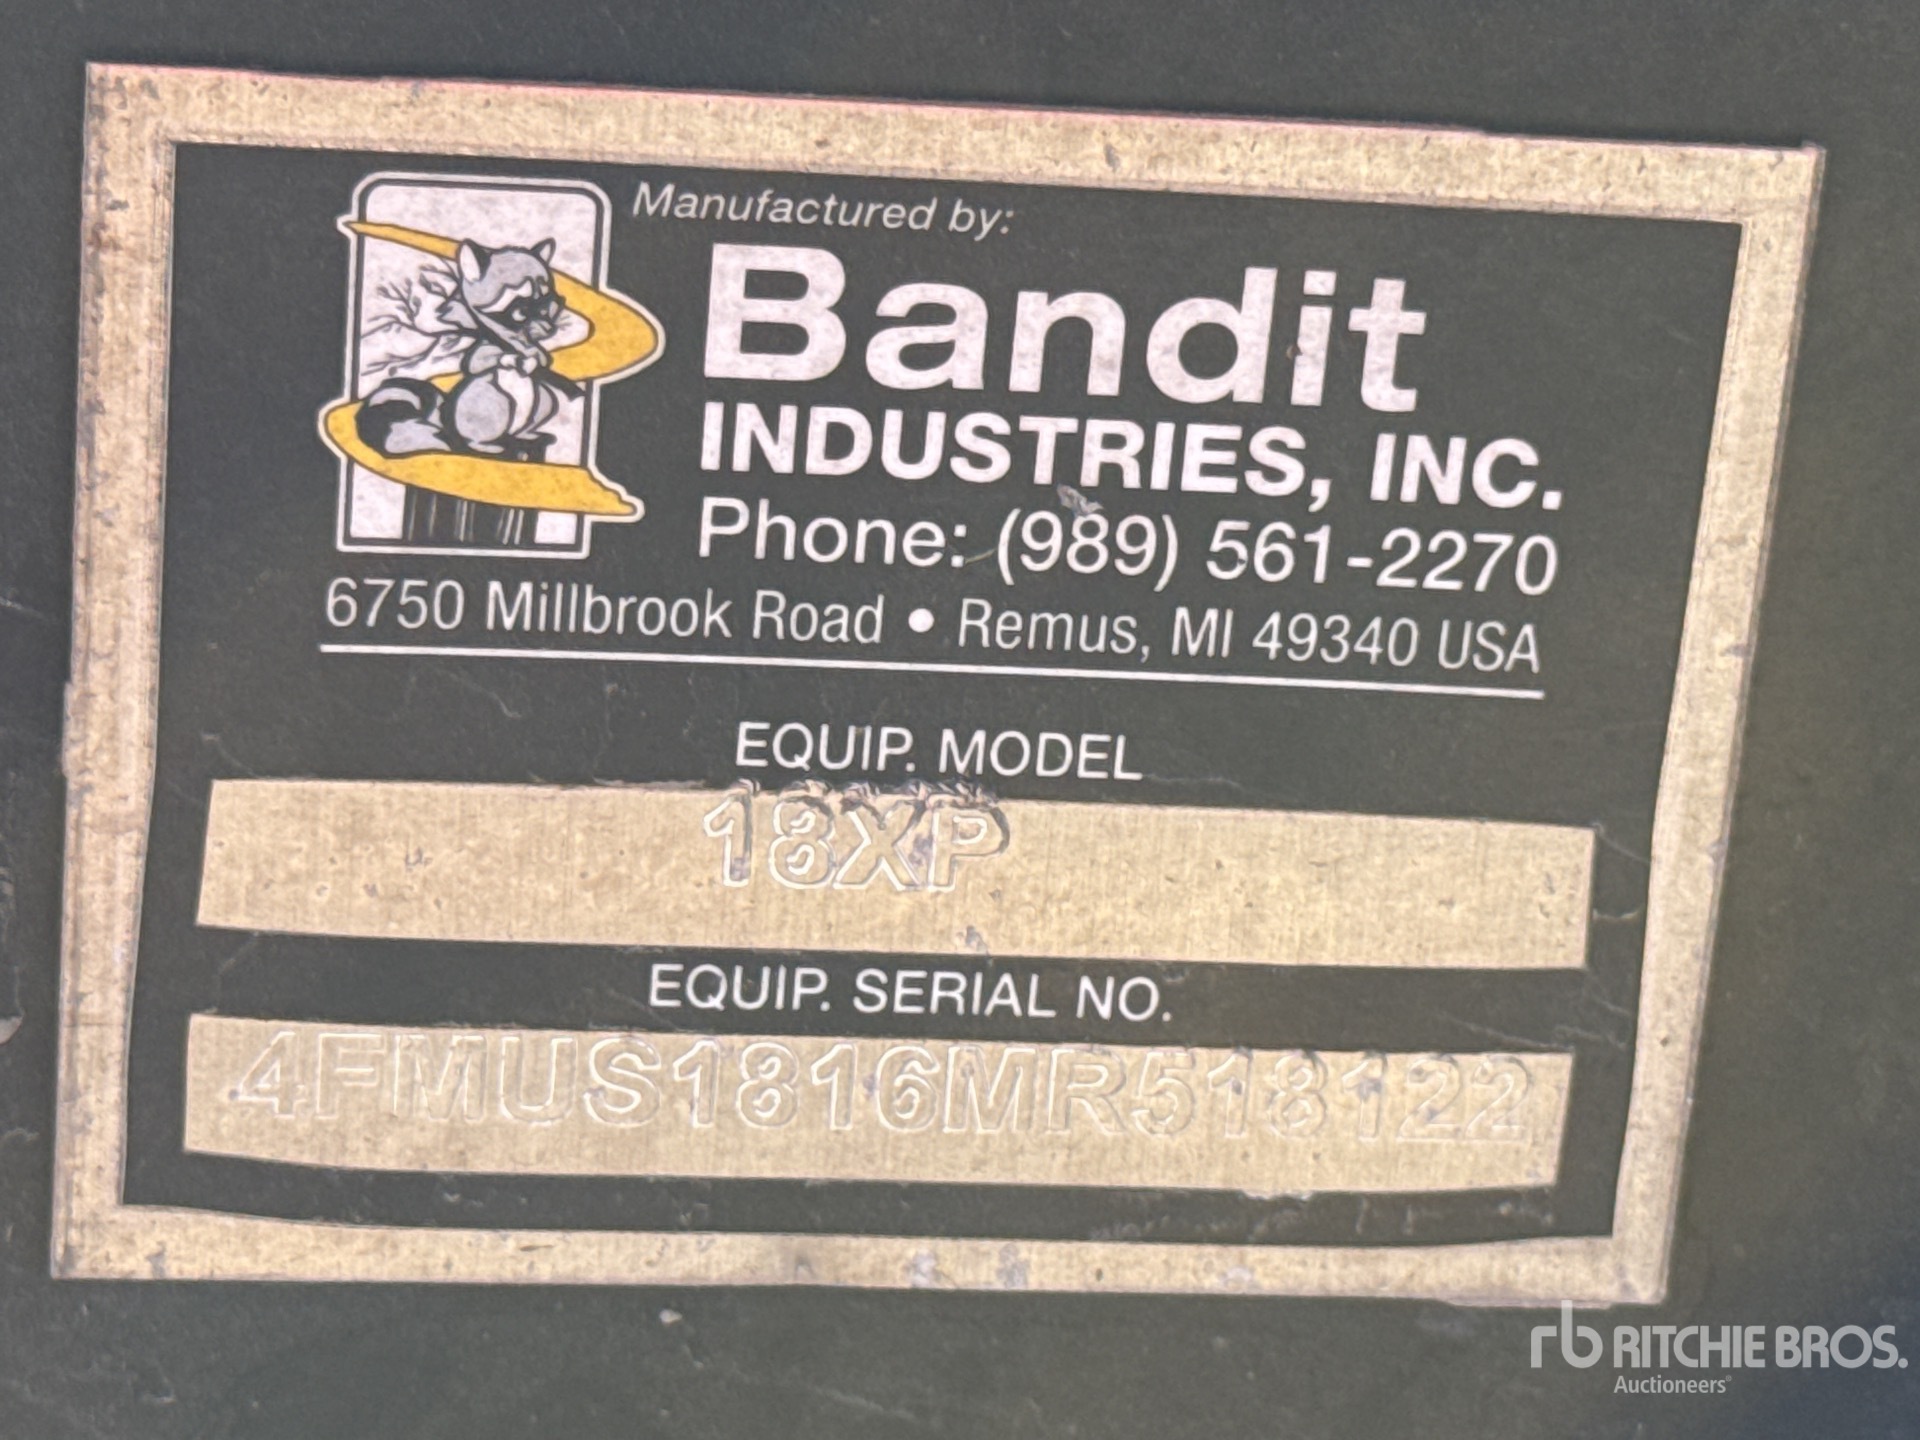 Manufactured by:
Bandit
INDUSTRIES, INC.
Phone: (989) 561-2270
6750 Millbrook Road • Remus, MI 49340 USA
EQUIP. MODEL
18XP
EQUIP. SERIAL NO.
4FMUS1816MR518122
rb RITCHIE BROS.
Auctioneers